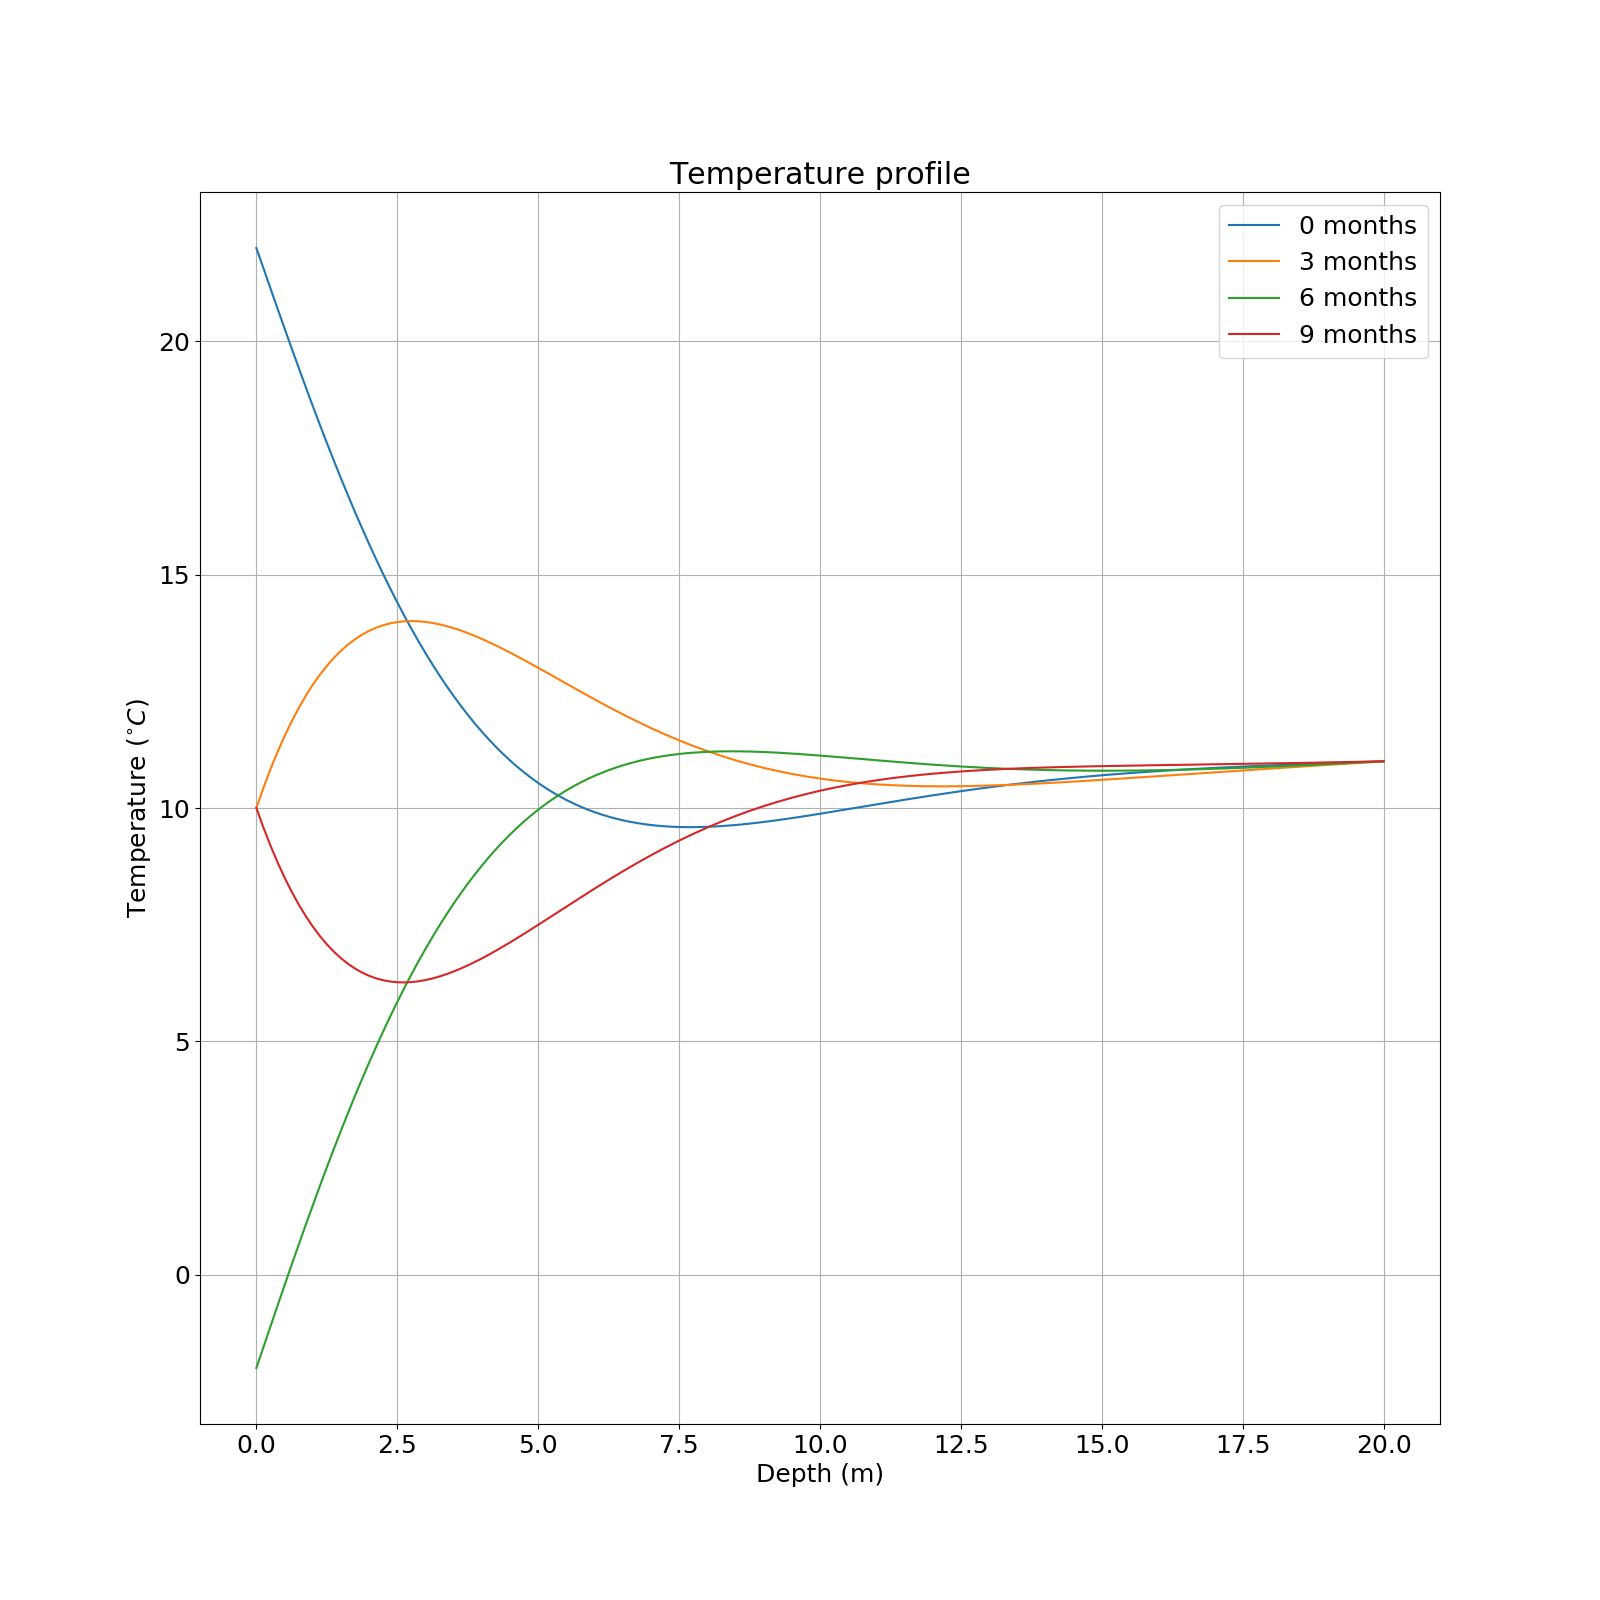 Temperature profile
0 months
3 months
6 months
9 months
20
15
10
5
0
Temperature (°C)
0.0 2.5 5.0 7.5 10.0 12.5 15.0 17.5 20.0
Depth (m)